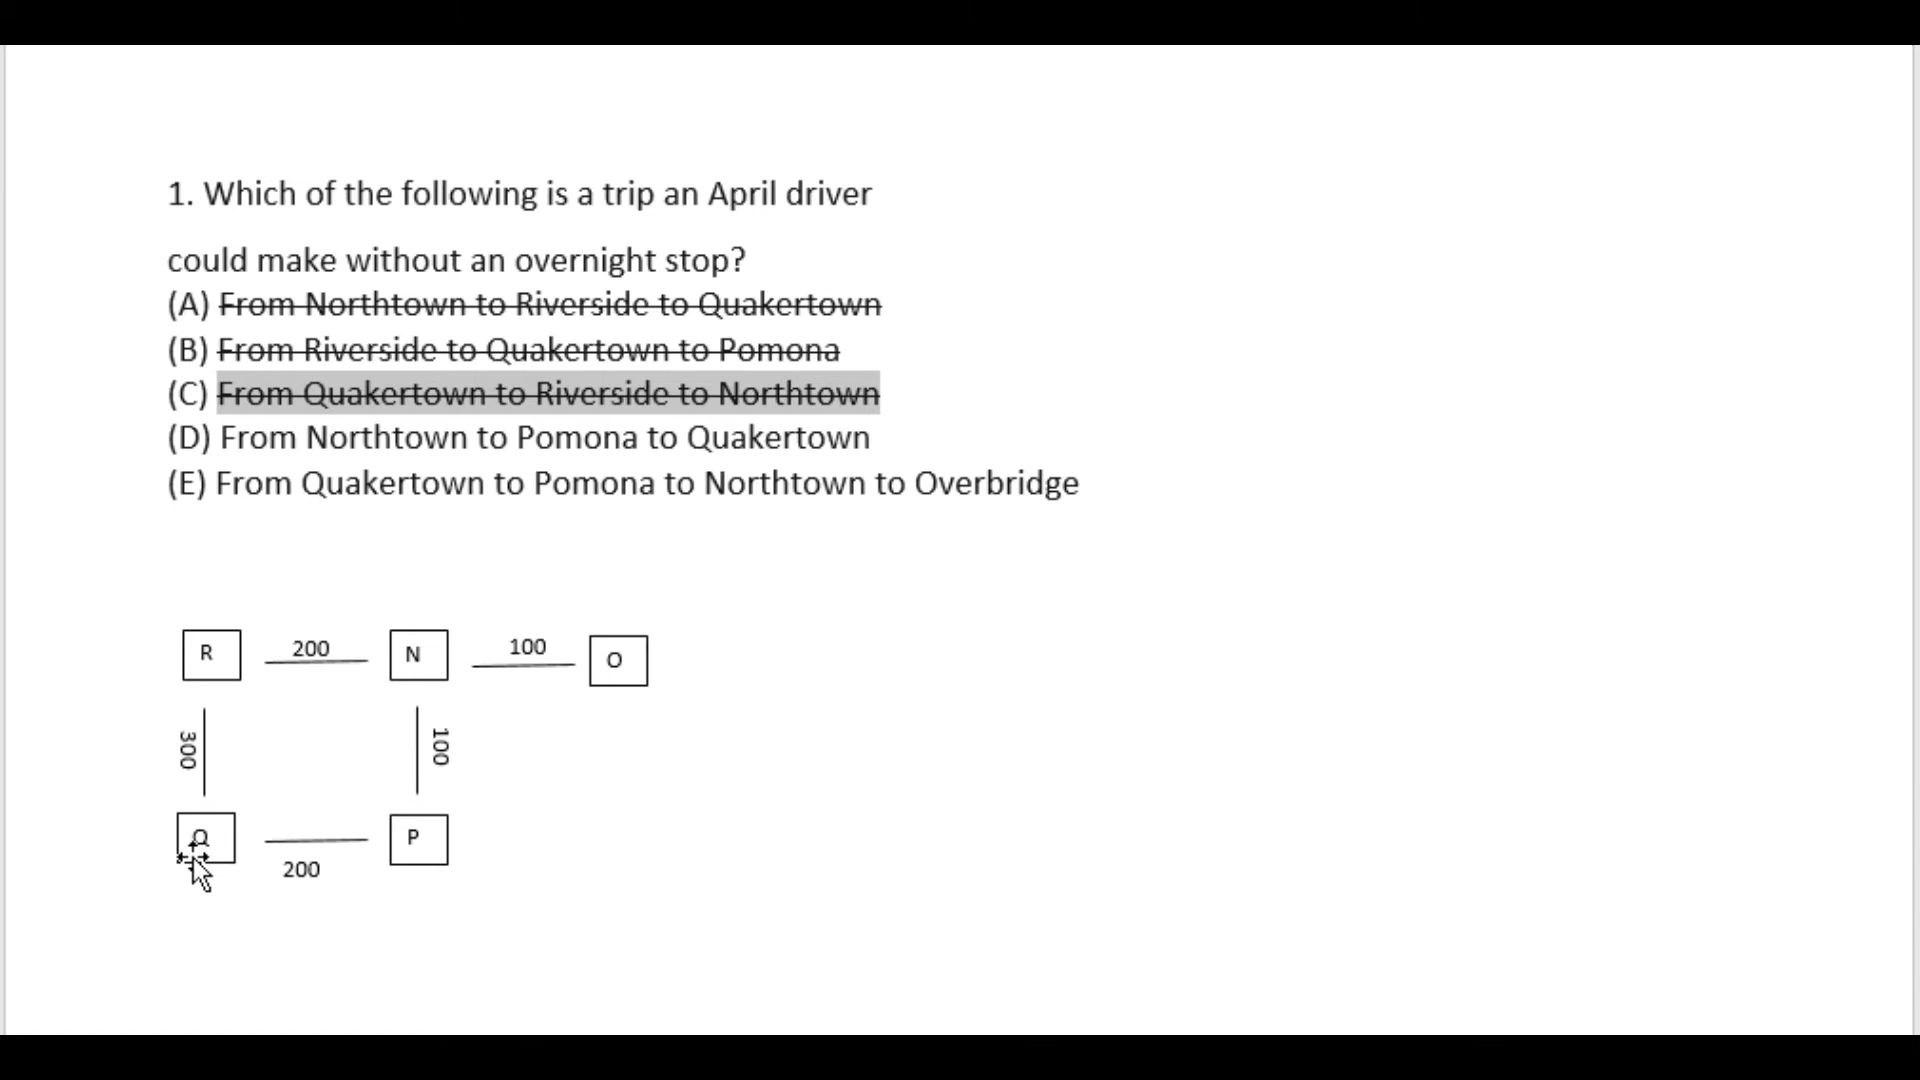 1. Which of the following is a trip an April driver
could make without an overnight stop?
(A) From Northtown to Riverside to Quakertown
(B) From Riverside to Quakertown to Pomona
(C) From Quakertown to Riverside to Northtown
(D) From Northtown to Pomona to Quakertown
(E) From Quakertown to Pomona to Northtown to Overbridge
R
200
N
100
O
300
100
Q
200
P